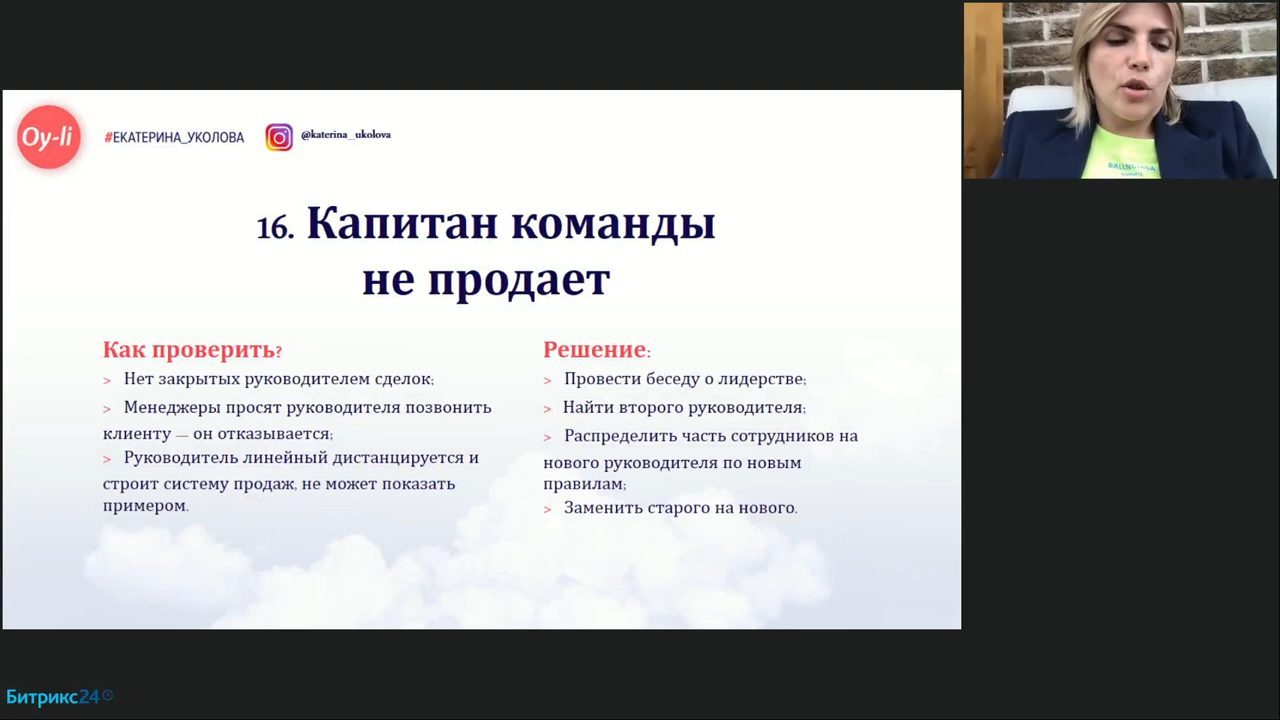 Oy-li
#ЕКАТЕРИНА_УКОЛОВА
@katerina_ukolova
16. Капитан команды
не продает
Как проверить?
> Нет закрытых руководителем сделок;
> Менеджеры просят руководителя позвонить
клиенту — он отказывается;
> Руководитель линейный дистанцируется и
строит систему продаж, не может показать
примером.
Решение:
> Провести беседу о лидерстве;
> Найти второго руководителя;
> Распределить часть сотрудников на
нового руководителя по новым
правилам;
> Заменить старого на нового.
Битрикс24